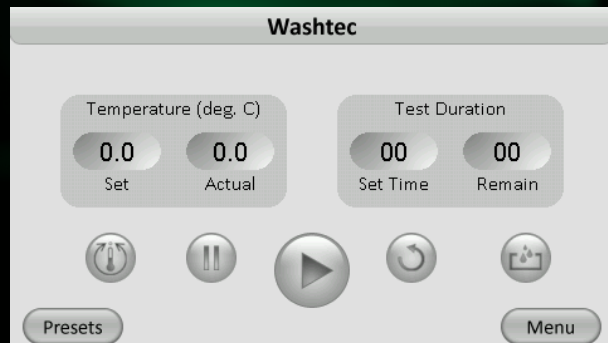 Washtec
Temperature (deg. C)
0.0 0.0
Set Actual
Test Duration
00 00
Set Time Remain
Presets
Menu